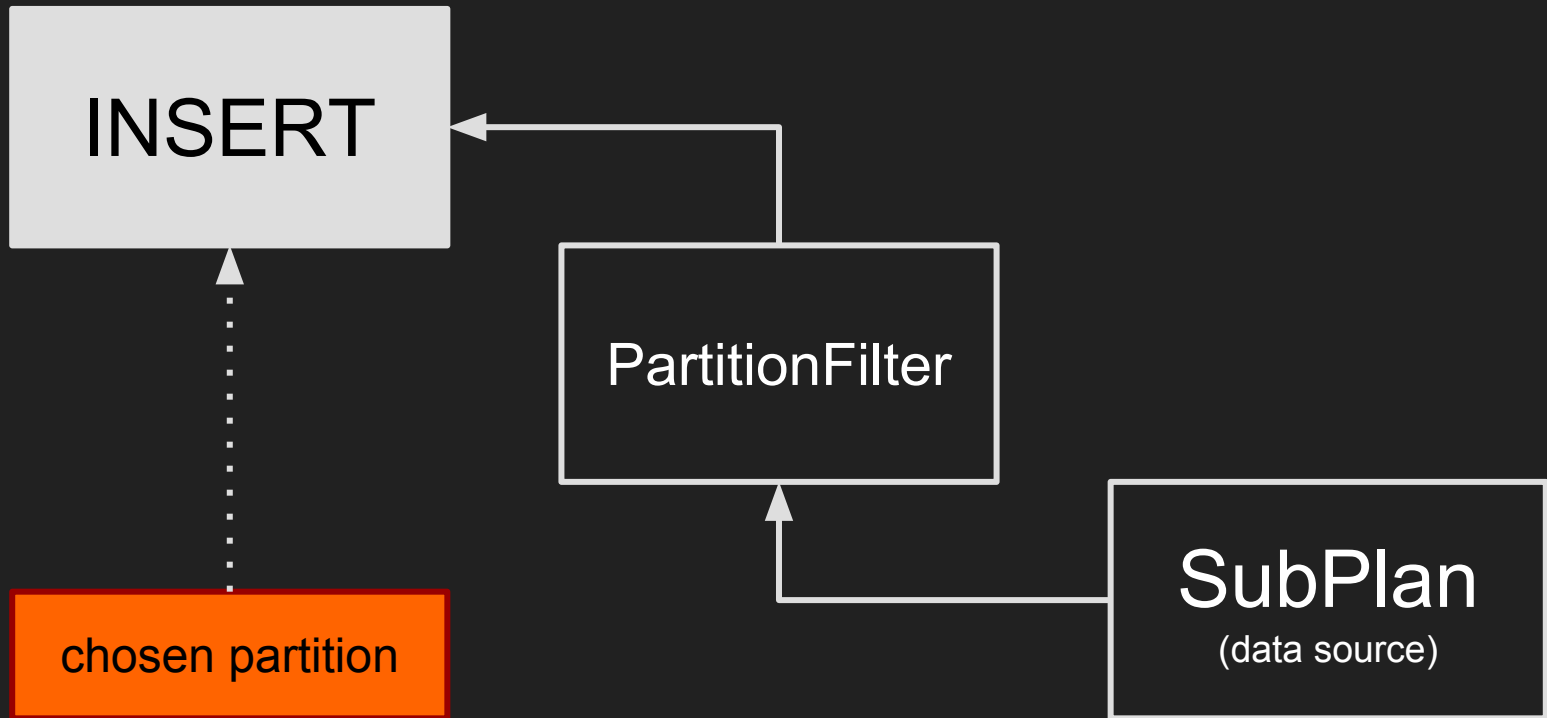 INSERT
PartitionFilter
SubPlan
(data source)
chosen partition